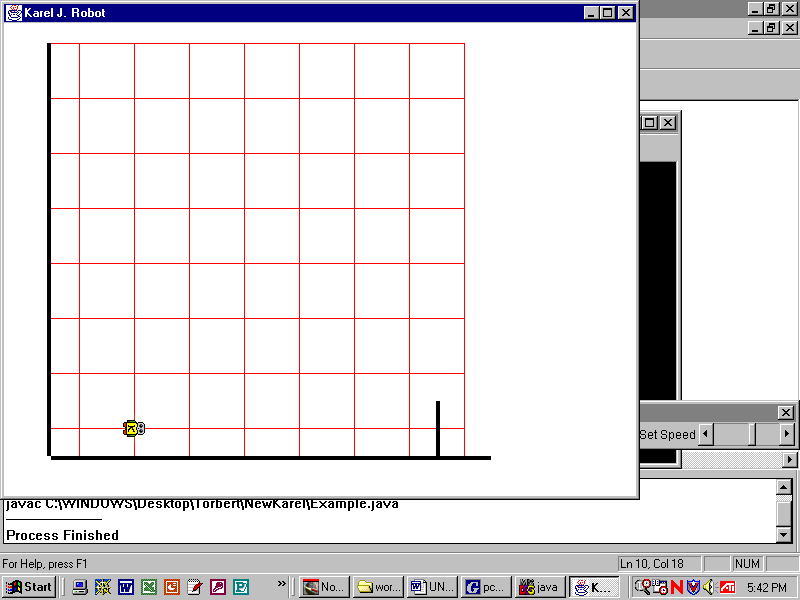 Karel J. Robot
Set Speed
javac C:\WINDOWS\Desktop\Torbert\NewKarel\Example.java
Process Finished
For Help, press F1
Ln 10, Col 18
NUM
Start
»
No...
wor...
UN...
pc...
java
K...
5:42 PM